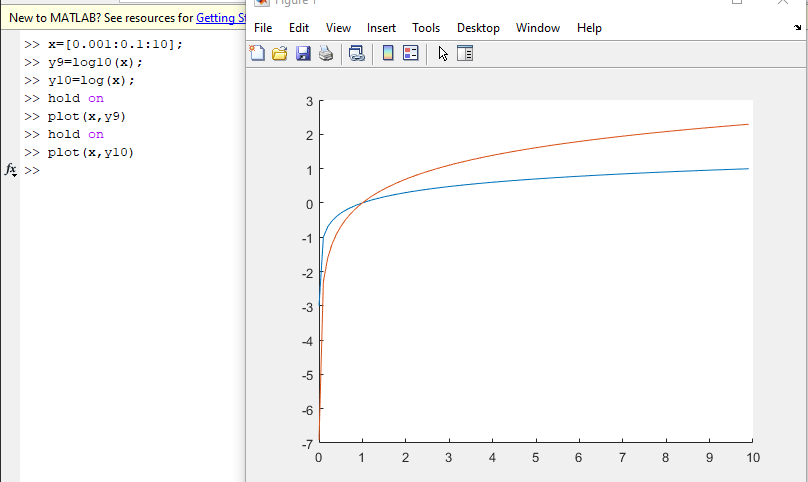 New to MATLAB? See resources for Getting St
>> x=[0.001:0.1:10];
>> y9=log10(x);
>> y10=log(x);
>> hold on
>> plot(x,y9)
>> hold on
>> plot(x,y10)
fx >>
Figure 1
File Edit View Insert Tools Desktop Window Help
3
2
1
0
-1
-2
-3
-4
-5
-6
-7
0 1 2 3 4 5 6 7 8 9 10